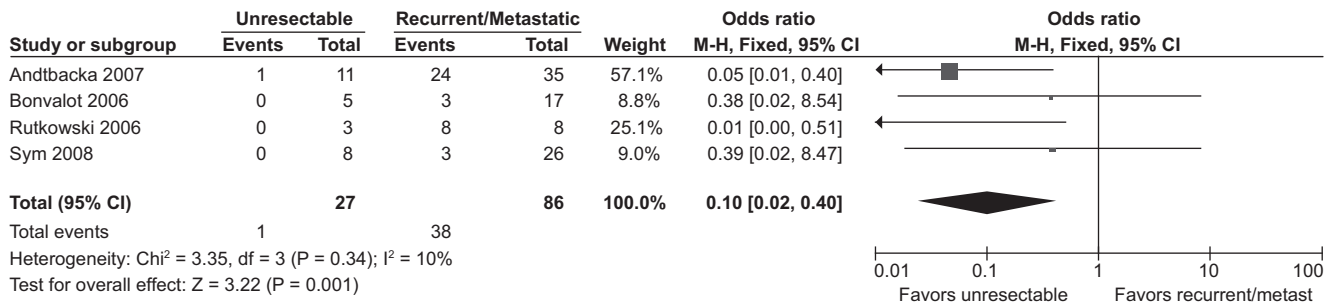 Unresectable Recurrent/Metastatic Odds ratio Odds ratio
Study or subgroup Events Total Events Total Weight M-H, Fixed, 95% CI M-H, Fixed, 95% CI
Andtbacka 2007 1 11 24 35 57.1% 0.05 [0.01, 0.40]
Bonvalot 2006 0 5 3 17 8.8% 0.38 [0.02, 8.54]
Rutkowski 2006 0 3 8 8 25.1% 0.01 [0.00, 0.51]
Sym 2008 0 8 3 26 9.0% 0.39 [0.02, 8.47]
Total (95% CI) 27 86 100.0% 0.10 [0.02, 0.40]
Total events 1 38
Heterogeneity: Chi² = 3.35, df = 3 (P = 0.34); I² = 10%
Test for overall effect: Z = 3.22 (P = 0.001)
0.01 0.1 1 10 100
Favors unresectable Favors recurrent/metast